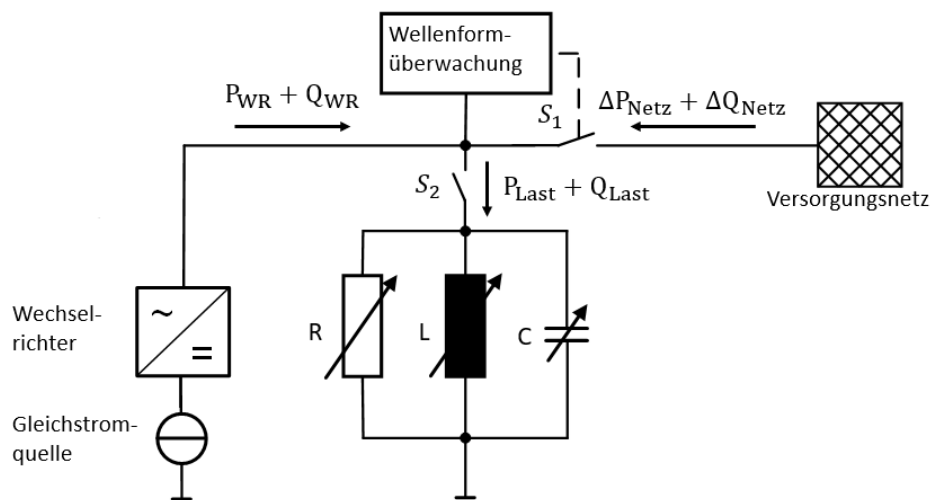 Wellenform-
überwachung
P_WR + Q_WR
S_1
ΔP_Netz + ΔQ_Netz
S_2
P_Last + Q_Last
Versorgungsnetz
Wechsel-
richter
~
=
R
L
C
Gleichstrom-
quelle